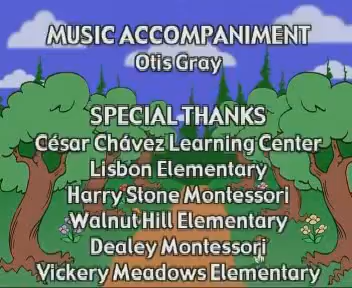 MUSIC ACCOMPANIMENT
Otis Gray
SPECIAL THANKS
César Chávez Learning Center
Lisbon Elementary
Harry Stone Montessori
Walnut Hill Elementary
Dealey Montessori
Vickery Meadows Elementary